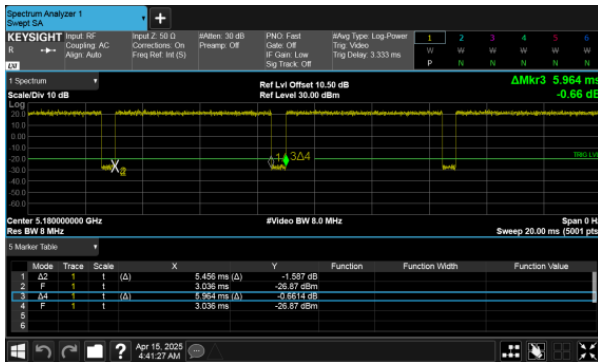 Spectrum Analyzer 1
Swept SA
KEYSIGHT Input: RF Input Z: 50 Ω #Atten: 30 dB PNO: Fast #Avg Type: Log-Power 1 2 3 4 5 6
R Coupling: AC Corrections: On Preamp: Off Gate: Off Trig: Video W W W W W W
Align: Auto Freq Ref: Int (S) IF Gain: Low Trig Delay: 3.333 ms P N N N N N
LXI Sig Track: Off
1 Spectrum Ref Lvl Offset 10.50 dB ΔMkr3 5.964 ms
Scale/Div 10 dB Ref Level 30.00 dBm -0.66 dB
Log
20.0
10.0
0.00
-10.0
-20.0 1 3Δ4 TRIG LVL
-30.0
-40.0
-50.0
-60.0
Center 5.180000000 GHz #Video BW 8.0 MHz Span 0 Hz
Res BW 8 MHz Sweep 20.00 ms (5001 pts
5 Marker Table
Mode Trace Scale X Y Function Function Width Function Value
1 Δ2 1 t (Δ) 5.456 ms (Δ) -1.587 dB
2 F 1 t 3.036 ms -26.87 dBm
3 Δ4 1 t (Δ) 5.964 ms (Δ) -0.6614 dB
4 F 1 t 3.036 ms -26.87 dBm
5
6
? Apr 15, 2025
4:41:27 AM